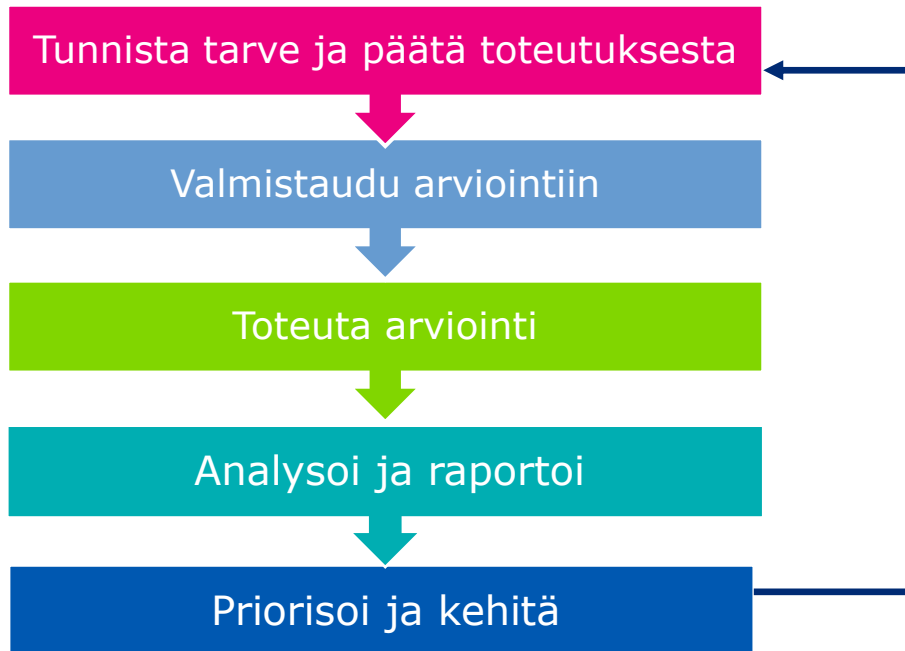 Tunnista tarve ja päätä toteutuksesta
Valmistaudu arviointiin
Toteuta arviointi
Analysoi ja raportoi
Priorisoi ja kehitä